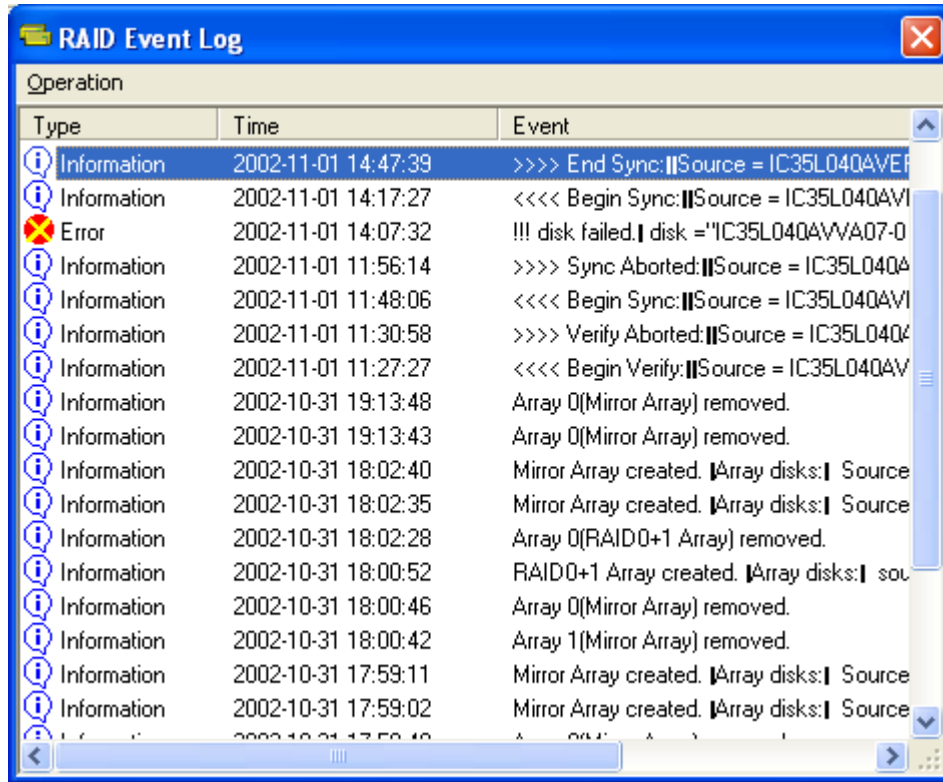 RAID Event Log
Operation
Type Time Event
Information 2002-11-01 14:47:39 >>>> End Sync:||Source = IC35L040AVER
Information 2002-11-01 14:17:27 <<<< Begin Sync:||Source = IC35L040AVI
Error 2002-11-01 14:07:32 !!! disk failed.| disk ="IC35L040AVVA07-0
Information 2002-11-01 11:56:14 >>>> Sync Aborted:||Source = IC35L040A
Information 2002-11-01 11:48:06 <<<< Begin Sync:||Source = IC35L040AVI
Information 2002-11-01 11:30:58 >>>> Verify Aborted:||Source = IC35L040A
Information 2002-11-01 11:27:27 <<<< Begin Verify:||Source = IC35L040AV
Information 2002-10-31 19:13:48 Array 0(Mirror Array) removed.
Information 2002-10-31 19:13:43 Array 0(Mirror Array) removed.
Information 2002-10-31 18:02:40 Mirror Array created. |Array disks:| Source
Information 2002-10-31 18:02:35 Mirror Array created. |Array disks:| Source
Information 2002-10-31 18:02:28 Array 0(RAID0+1 Array) removed.
Information 2002-10-31 18:00:52 RAID0+1 Array created. |Array disks:| sou
Information 2002-10-31 18:00:46 Array 0(Mirror Array) removed.
Information 2002-10-31 18:00:42 Array 1(Mirror Array) removed.
Information 2002-10-31 17:59:11 Mirror Array created. |Array disks:| Source
Information 2002-10-31 17:59:02 Mirror Array created. |Array disks:| Source